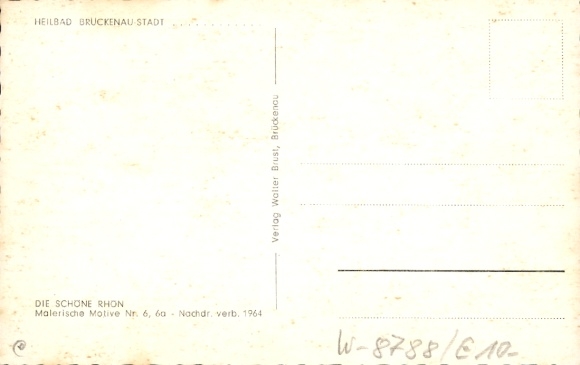 HEILBAD BRÜCKENAU-STADT
Verlag Walter Brust, Brückenau
DIE SCHÖNE RHÖN
Malerische Motive Nr. 6, 6a - Nachdr. verb. 1964
W-8788/E10-